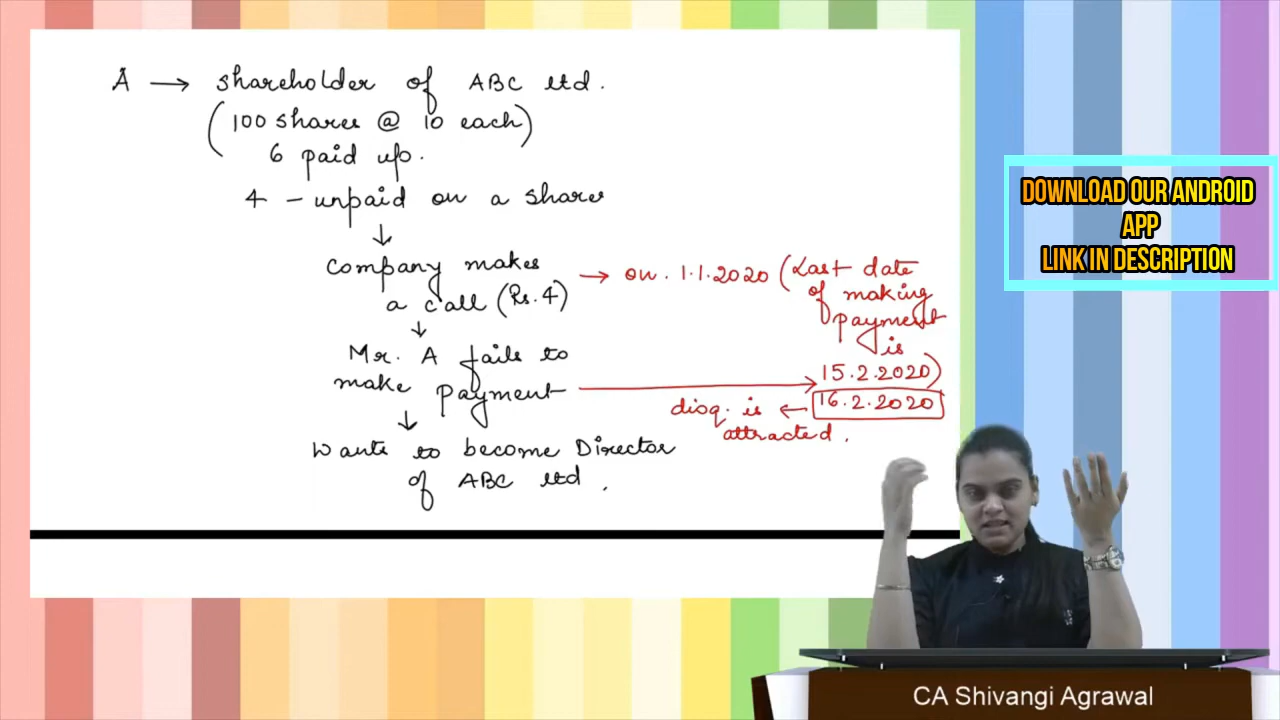 A → shareholder of ABC ltd.
(100 shares @ 10 each)
6 paid up.
4 - unpaid on a share
↓
Company makes
a call (Rs. 4)
→ on 1.1.2020 (Last date
of making
payment
is
15.2.2020)
↓
Mr. A fails to
make payment
→ 16.2.2020
disq. is ←
attracted.
↓
Wants to become Director
of ABC ltd.
DOWNLOAD OUR ANDROID
APP
LINK IN DESCRIPTION
CA Shivangi Agrawal